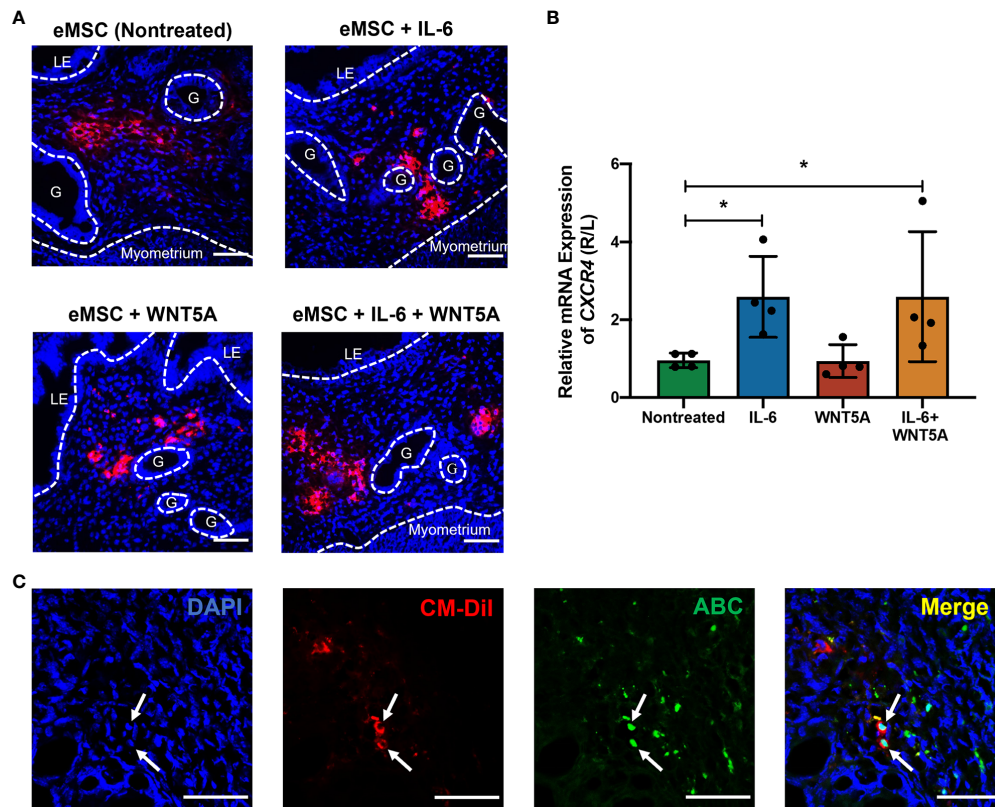 A
eMSC (Nontreated)
eMSC + IL-6
LE
G
G
Myometrium
LE
G
G
G
G
Myometrium
eMSC + WNT5A
eMSC + IL-6 + WNT5A
LE
LE
G
G
G
LE
G
G
Myometrium
B
Relative mRNA Expression
of CXCR4 (R/L)
6
4
2
0
*
*
Nontreated
IL-6
WNT5A
IL-6+
WNT5A
C
DAPI
CM-DiI
ABC
Merge